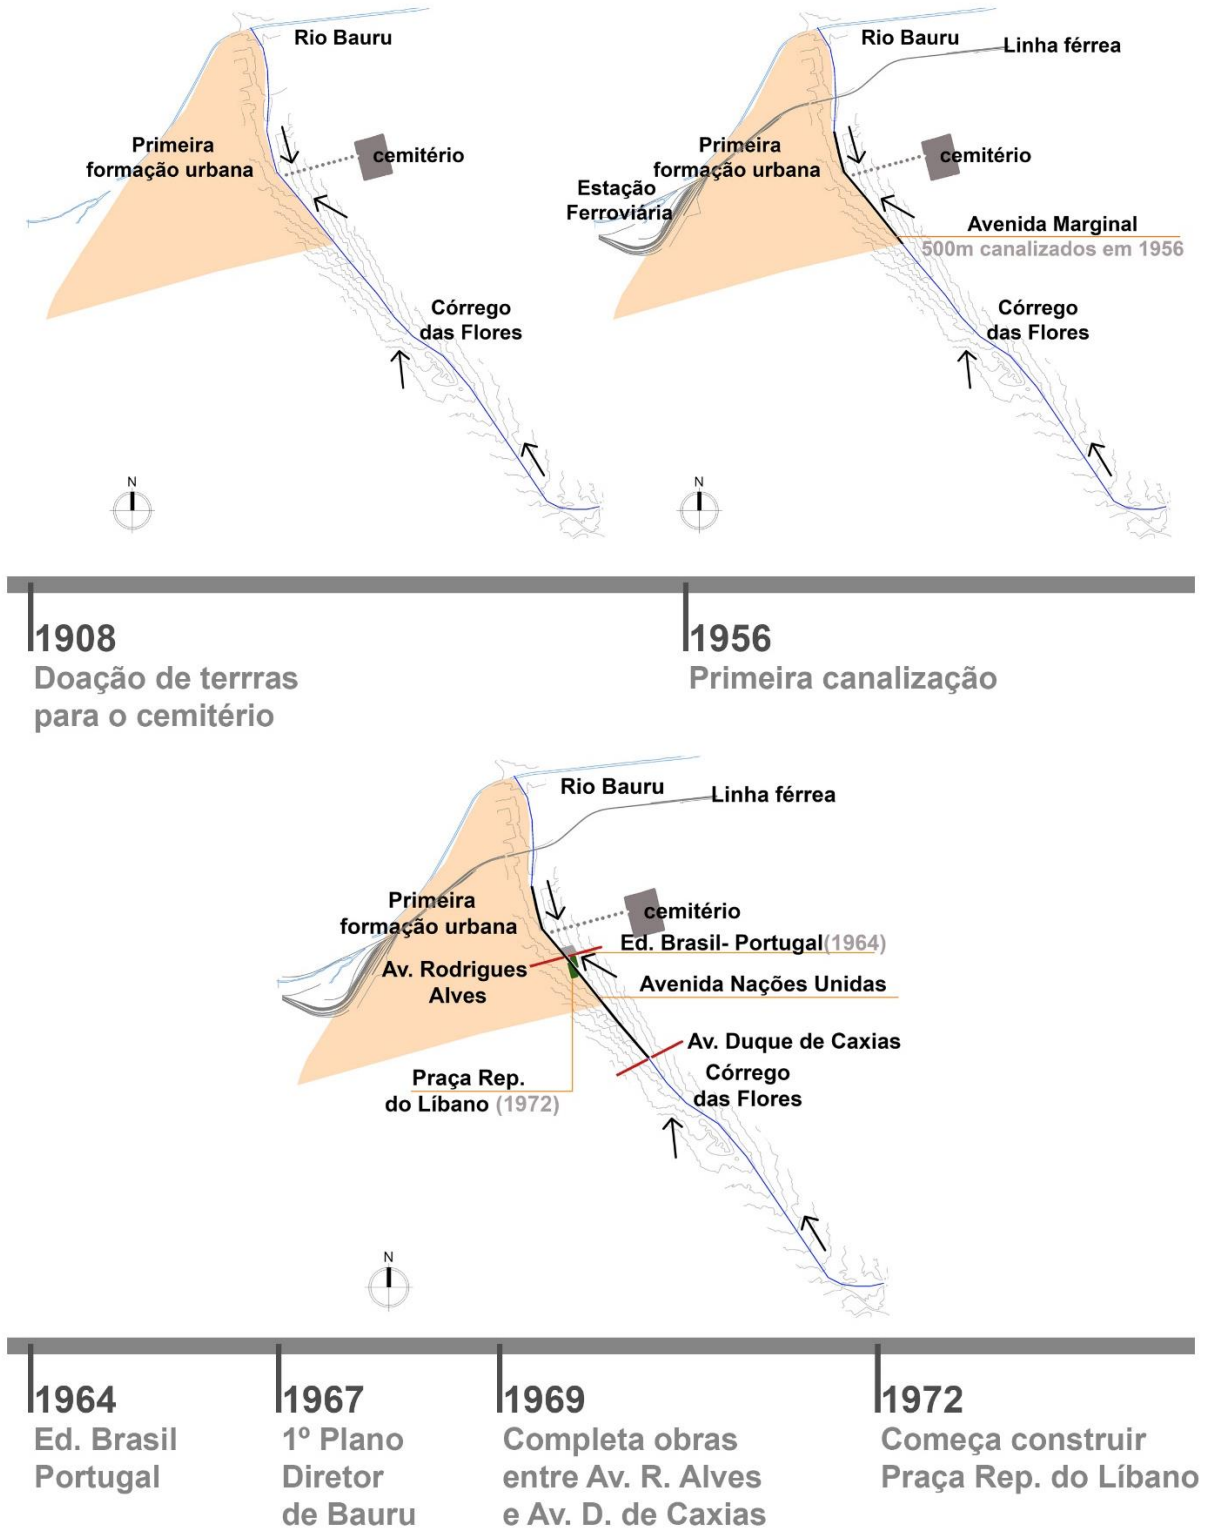 Rio Bauru
Primeira
formação urbana
cemitério
Córrego
das Flores
N
Rio Bauru
Linha férrea
Primeira
formação urbana
cemitério
Estação
Ferroviária
Avenida Marginal
500m canalizados em 1956
Córrego
das Flores
N
1908
Doação de terrras
para o cemitério
1956
Primeira canalização
Rio Bauru
Linha férrea
Primeira
formação urbana
cemitério
Ed. Brasil- Portugal(1964)
Av. Rodrigues
Alves
Avenida Nações Unidas
Av. Duque de Caxias
Córrego
das Flores
Praça Rep.
do Líbano (1972)
N
1964
Ed. Brasil
Portugal
1967
1º Plano
Diretor
de Bauru
1969
Completa obras
entre Av. R. Alves
e Av. D. de Caxias
1972
Começa construir
Praça Rep. do Líbano